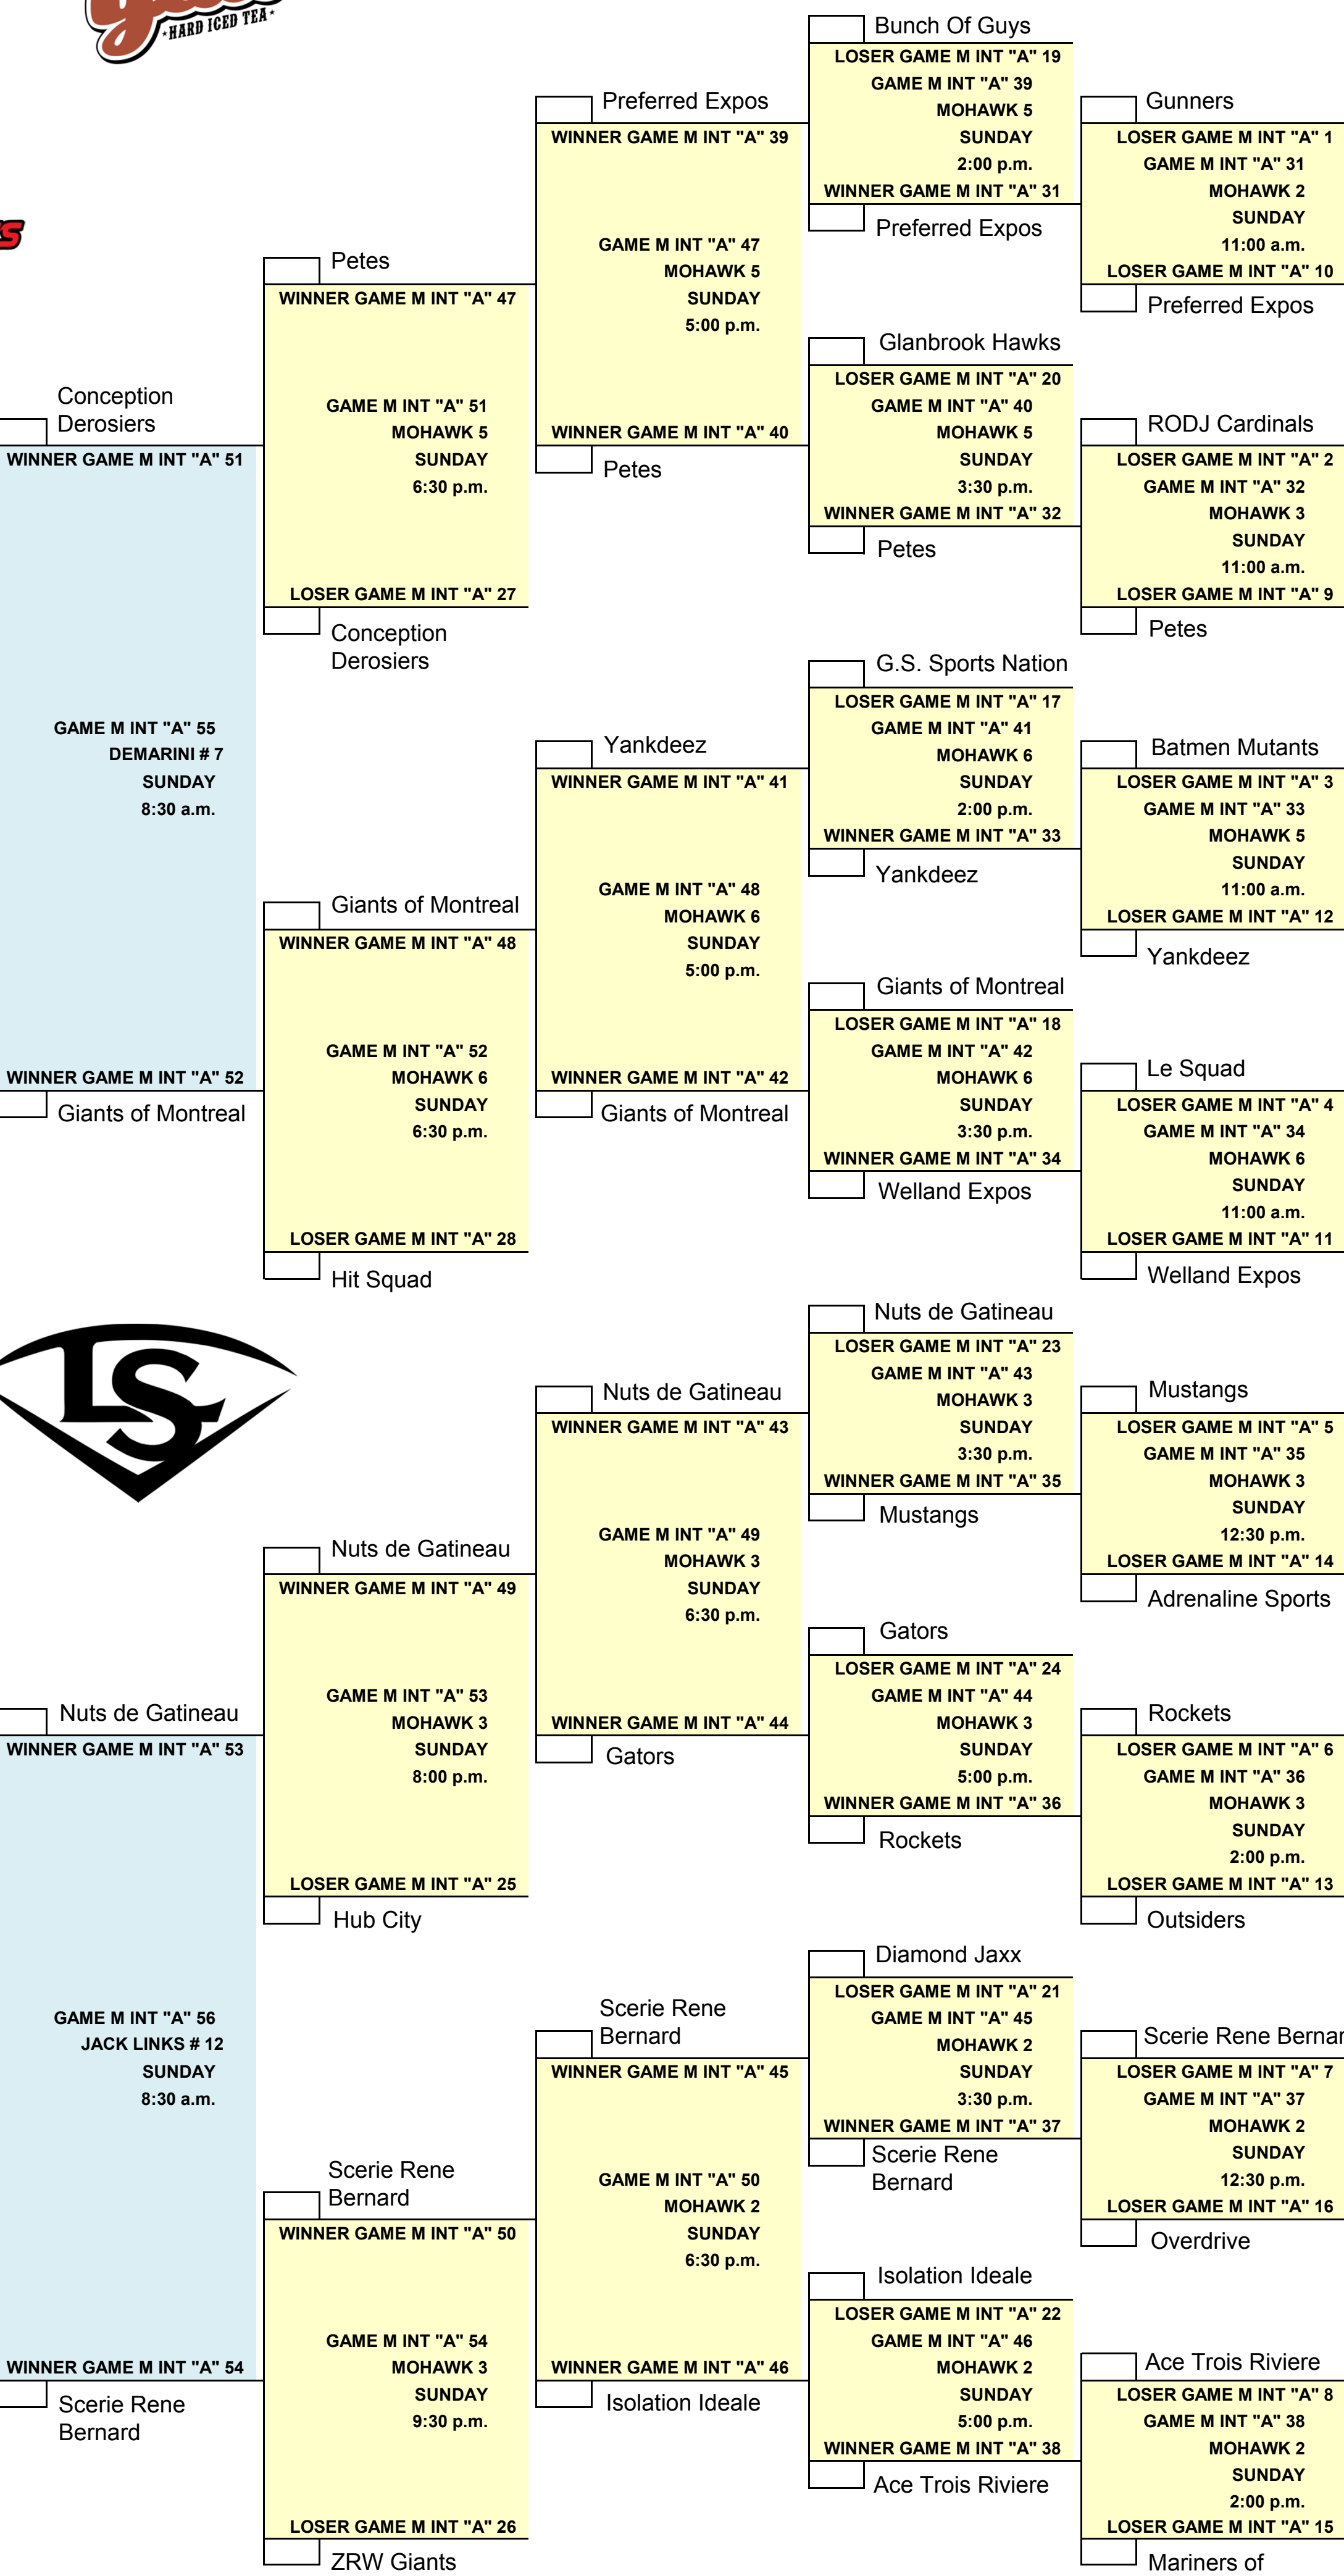 ·HARD ICED TEA·
Bunch Of Guys
LOSER GAME M INT "A" 19
GAME M INT "A" 39
MOHAWK 5
SUNDAY
2:00 p.m.
WINNER GAME M INT "A" 31
Preferred Expos
Gunners
LOSER GAME M INT "A" 1
GAME M INT "A" 31
MOHAWK 2
SUNDAY
11:00 a.m.
LOSER GAME M INT "A" 10
Preferred Expos
Preferred Expos
WINNER GAME M INT "A" 39
GAME M INT "A" 47
MOHAWK 5
SUNDAY
5:00 p.m.
WINNER GAME M INT "A" 40
Petes
Petes
WINNER GAME M INT "A" 47
GAME M INT "A" 51
MOHAWK 5
SUNDAY
6:30 p.m.
LOSER GAME M INT "A" 27
Conception
Derosiers
Glanbrook Hawks
LOSER GAME M INT "A" 20
GAME M INT "A" 40
MOHAWK 5
SUNDAY
3:30 p.m.
WINNER GAME M INT "A" 32
Petes
RODJ Cardinals
LOSER GAME M INT "A" 2
GAME M INT "A" 32
MOHAWK 3
SUNDAY
11:00 a.m.
LOSER GAME M INT "A" 9
Petes
Conception
Derosiers
WINNER GAME M INT "A" 51
GAME M INT "A" 55
DEMARINI # 7
SUNDAY
8:30 a.m.
WINNER GAME M INT "A" 52
Giants of Montreal
G.S. Sports Nation
LOSER GAME M INT "A" 17
GAME M INT "A" 41
MOHAWK 6
SUNDAY
2:00 p.m.
WINNER GAME M INT "A" 33
Yankdeez
Batmen Mutants
LOSER GAME M INT "A" 3
GAME M INT "A" 33
MOHAWK 5
SUNDAY
11:00 a.m.
LOSER GAME M INT "A" 12
Yankdeez
Yankdeez
WINNER GAME M INT "A" 41
GAME M INT "A" 48
MOHAWK 6
SUNDAY
5:00 p.m.
WINNER GAME M INT "A" 42
Giants of Montreal
Giants of Montreal
WINNER GAME M INT "A" 48
GAME M INT "A" 52
MOHAWK 6
SUNDAY
6:30 p.m.
LOSER GAME M INT "A" 28
Hit Squad
Giants of Montreal
LOSER GAME M INT "A" 18
GAME M INT "A" 42
MOHAWK 6
SUNDAY
3:30 p.m.
WINNER GAME M INT "A" 34
Welland Expos
Le Squad
LOSER GAME M INT "A" 4
GAME M INT "A" 34
MOHAWK 6
SUNDAY
11:00 a.m.
LOSER GAME M INT "A" 11
Welland Expos
LS
Nuts de Gatineau
LOSER GAME M INT "A" 23
GAME M INT "A" 43
MOHAWK 3
SUNDAY
3:30 p.m.
WINNER GAME M INT "A" 35
Mustangs
Mustangs
LOSER GAME M INT "A" 5
GAME M INT "A" 35
MOHAWK 3
SUNDAY
12:30 p.m.
LOSER GAME M INT "A" 14
Adrenaline Sports
Nuts de Gatineau
WINNER GAME M INT "A" 43
GAME M INT "A" 49
MOHAWK 3
SUNDAY
6:30 p.m.
WINNER GAME M INT "A" 44
Gators
Nuts de Gatineau
WINNER GAME M INT "A" 49
GAME M INT "A" 53
MOHAWK 3
SUNDAY
8:00 p.m.
LOSER GAME M INT "A" 25
Hub City
Gators
LOSER GAME M INT "A" 24
GAME M INT "A" 44
MOHAWK 3
SUNDAY
5:00 p.m.
WINNER GAME M INT "A" 36
Rockets
Rockets
LOSER GAME M INT "A" 6
GAME M INT "A" 36
MOHAWK 3
SUNDAY
2:00 p.m.
LOSER GAME M INT "A" 13
Outsiders
Nuts de Gatineau
WINNER GAME M INT "A" 53
GAME M INT "A" 56
JACK LINKS # 12
SUNDAY
8:30 a.m.
WINNER GAME M INT "A" 54
Scerie Rene
Bernard
Diamond Jaxx
LOSER GAME M INT "A" 21
GAME M INT "A" 45
MOHAWK 2
SUNDAY
3:30 p.m.
WINNER GAME M INT "A" 37
Scerie Rene
Bernard
Scerie Rene Bernar
LOSER GAME M INT "A" 7
GAME M INT "A" 37
MOHAWK 2
SUNDAY
12:30 p.m.
LOSER GAME M INT "A" 16
Overdrive
Scerie Rene
Bernard
WINNER GAME M INT "A" 45
GAME M INT "A" 50
MOHAWK 2
SUNDAY
6:30 p.m.
WINNER GAME M INT "A" 46
Isolation Ideale
Scerie Rene
Bernard
WINNER GAME M INT "A" 50
GAME M INT "A" 54
MOHAWK 3
SUNDAY
9:30 p.m.
LOSER GAME M INT "A" 26
ZRW Giants
Isolation Ideale
LOSER GAME M INT "A" 22
GAME M INT "A" 46
MOHAWK 2
SUNDAY
5:00 p.m.
WINNER GAME M INT "A" 38
Ace Trois Riviere
Ace Trois Riviere
LOSER GAME M INT "A" 8
GAME M INT "A" 38
MOHAWK 2
SUNDAY
2:00 p.m.
LOSER GAME M INT "A" 15
Mariners of